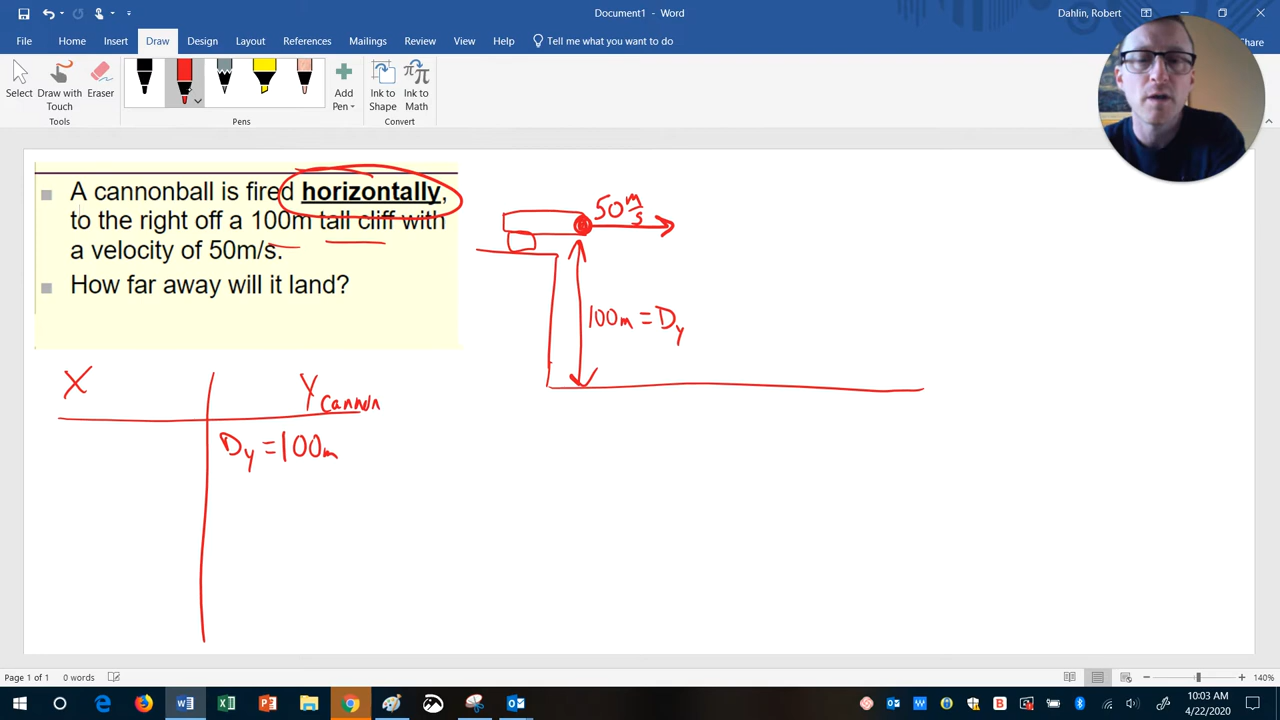 Document1 - Word
Dahlin, Robert
File Home Insert Draw Design Layout References Mailings Review View Help Tell me what you want to do
Share
Select
Draw with Touch
Eraser
Add Pen
Ink to Shape
Ink to Math
Tools
Pens
Convert
A cannonball is fired horizontally,
to the right off a 100m tall cliff with
a velocity of 50m/s.
How far away will it land?
50 m/s
100m = Dy
X
Y cannon
Dy = 100m
Page 1 of 1 0 words
140%
10:03 AM
4/22/2020